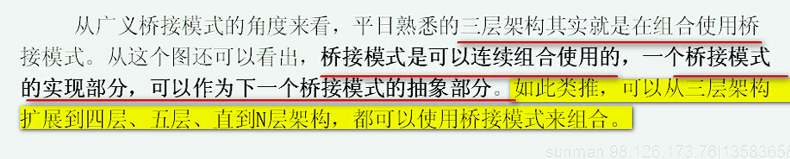 从广义桥接模式的角度来看，平日熟悉的三层架构其实就是在组合使用桥
接模式。从这个图还可以看出，桥接模式是可以连续组合使用的，一个桥接模式
的实现部分，可以作为下一个桥接模式的抽象部分。如此类推，可以从三层架构
扩展到四层、五层、直到N层架构，都可以使用桥接模式来组合。
sunman 98.126.173.76|13583658